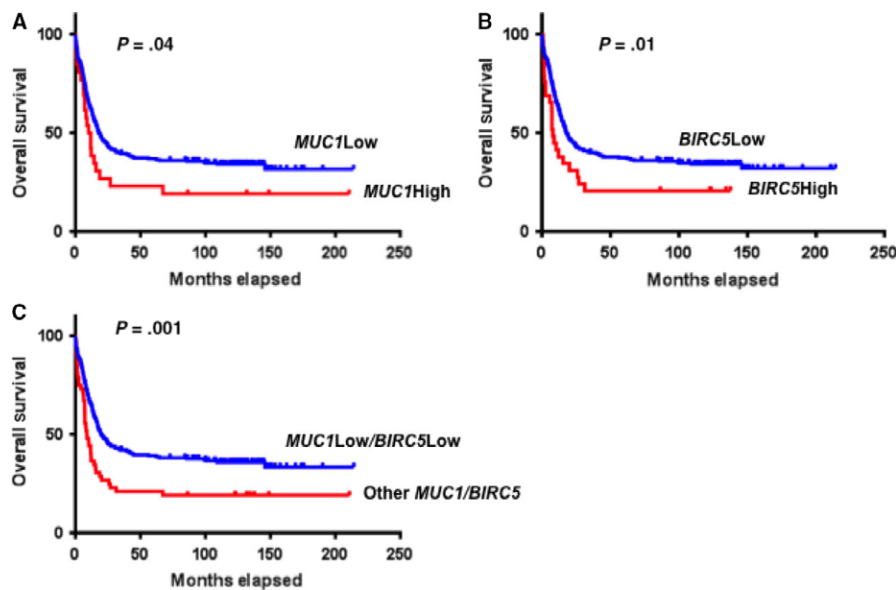 A
P = .04
100
50
0
Overall survival
MUC1Low
MUC1High
0 50 100 150 200 250
Months elapsed
B
P = .01
100
50
0
Overall survival
BIRC5Low
BIRC5High
0 50 100 150 200 250
Months elapsed
C
P = .001
100
50
0
Overall survival
MUC1Low/BIRC5Low
Other MUC1/BIRC5
0 50 100 150 200 250
Months elapsed